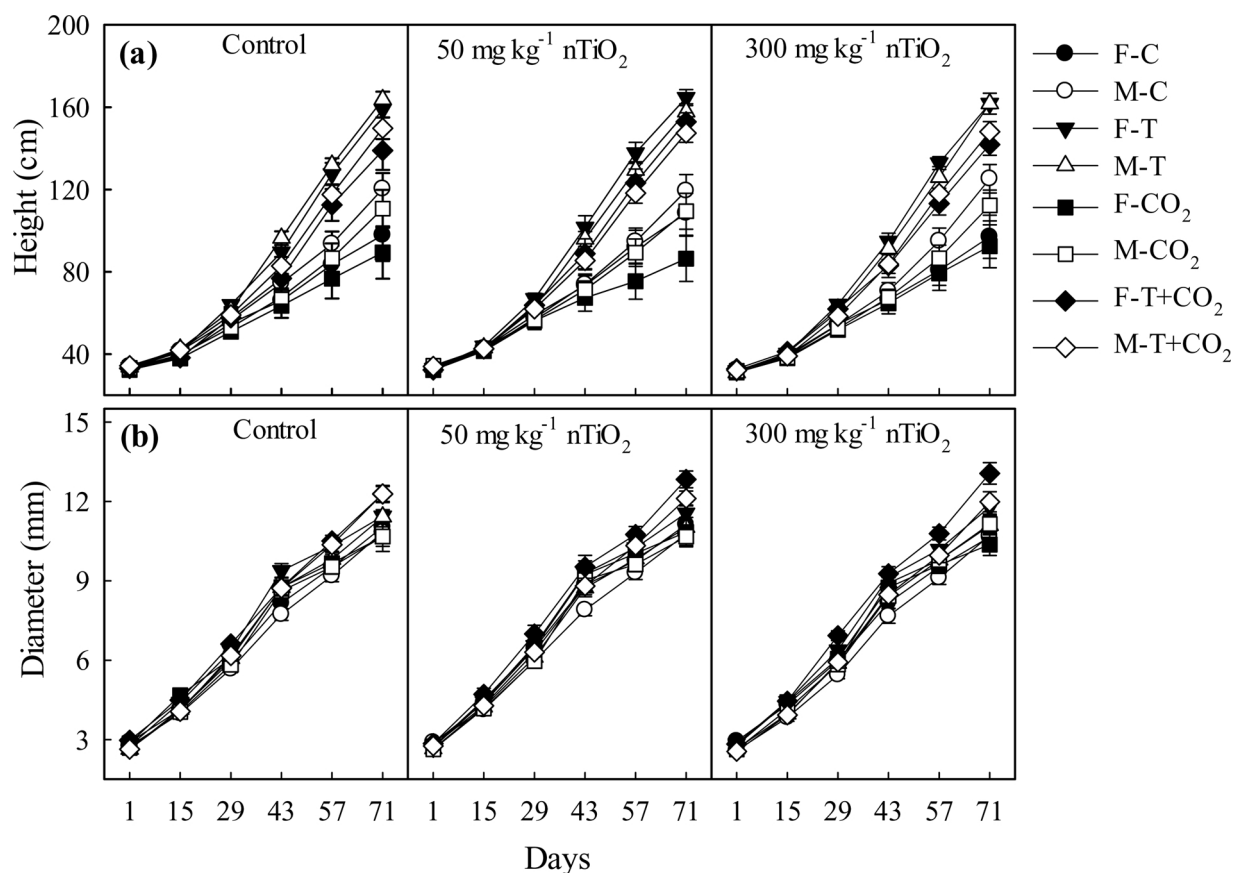 (a)
Control
50 mg kg⁻¹ nTiO₂
300 mg kg⁻¹ nTiO₂
200
160
120
80
40
Height (cm)
F-C
M-C
F-T
M-T
F-CO₂
M-CO₂
F-T+CO₂
M-T+CO₂
(b)
Control
50 mg kg⁻¹ nTiO₂
300 mg kg⁻¹ nTiO₂
15
12
9
6
3
Diameter (mm)
1 15 29 43 57 71 1 15 29 43 57 71 1 15 29 43 57 71
Days